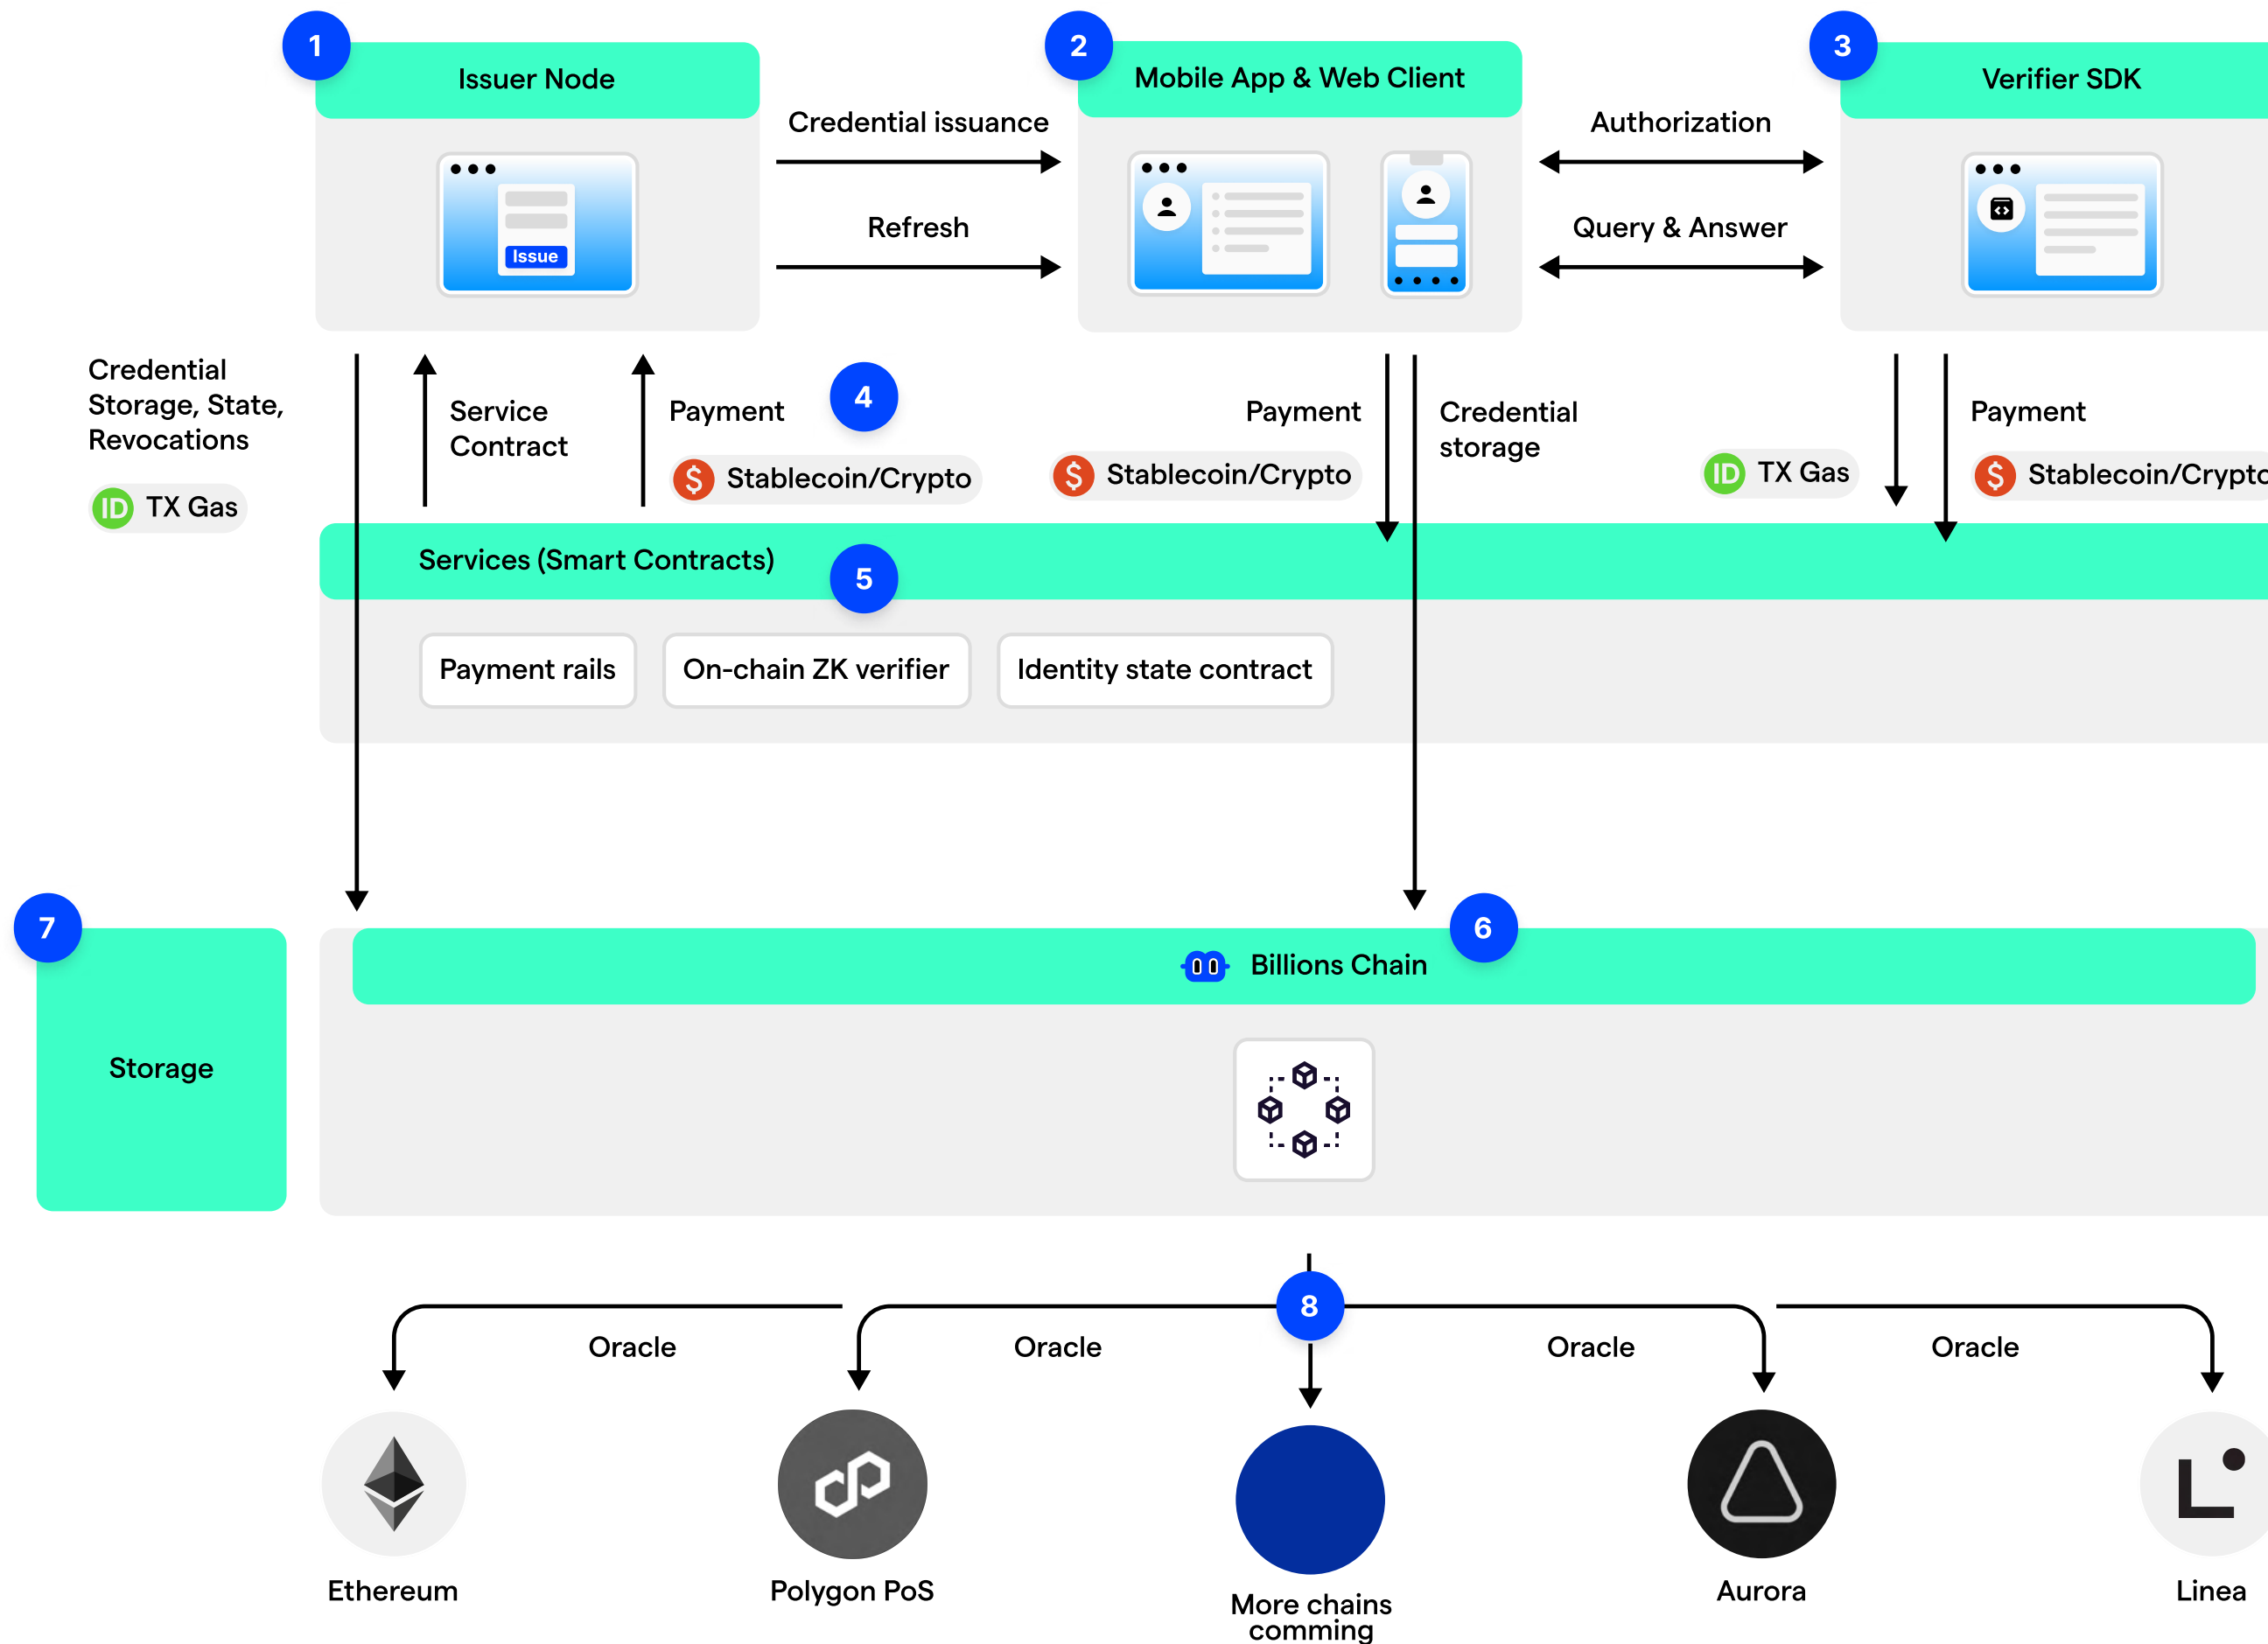 1
Issuer Node
2
Mobile App & Web Client
3
Verifier SDK
Credential issuance
Refresh
Authorization
Query & Answer
Issue
Credential
Storage, State,
Revocations
ID TX Gas
Service
Contract
Payment
4
$ Stablecoin/Crypto
Payment
$ Stablecoin/Crypto
Credential
storage
ID TX Gas
Payment
$ Stablecoin/Crypto
Services (Smart Contracts)
5
Payment rails
On-chain ZK verifier
Identity state contract
7
Storage
Billions Chain
6
8
Oracle
Oracle
Oracle
Oracle
Ethereum
Polygon PoS
More chains
comming
Aurora
Linea